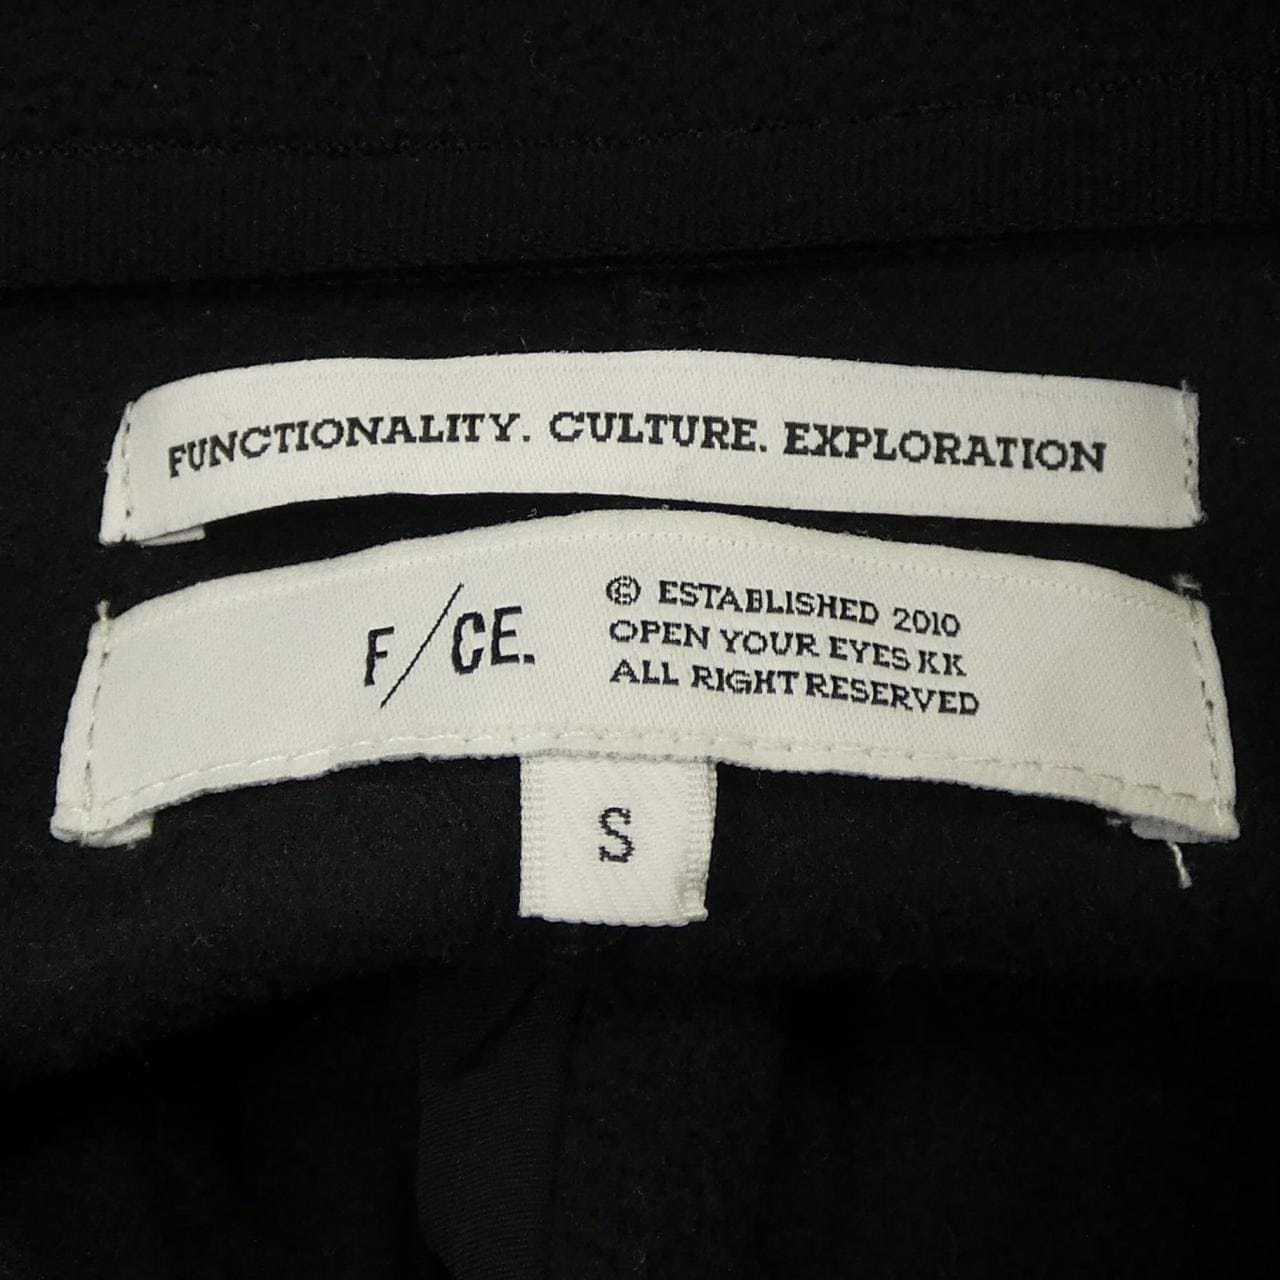 FUNCTIONALITY. CULTURE. EXPLORATION
F/CE.
© ESTABLISHED 2010
OPEN YOUR EYES KK
ALL RIGHT RESERVED
S